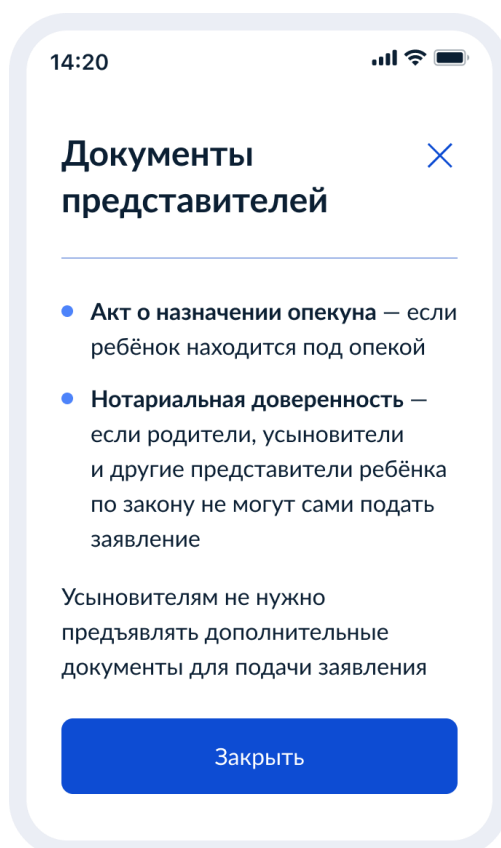 14:20
Документы
представителей
Акт о назначении опекуна — если
ребёнок находится под опекой
Нотариальная доверенность —
если родители, усыновители
и другие представители ребёнка
по закону не могут сами подать
заявление
Усыновителям не нужно
предъявлять дополнительные
документы для подачи заявления
Закрыть